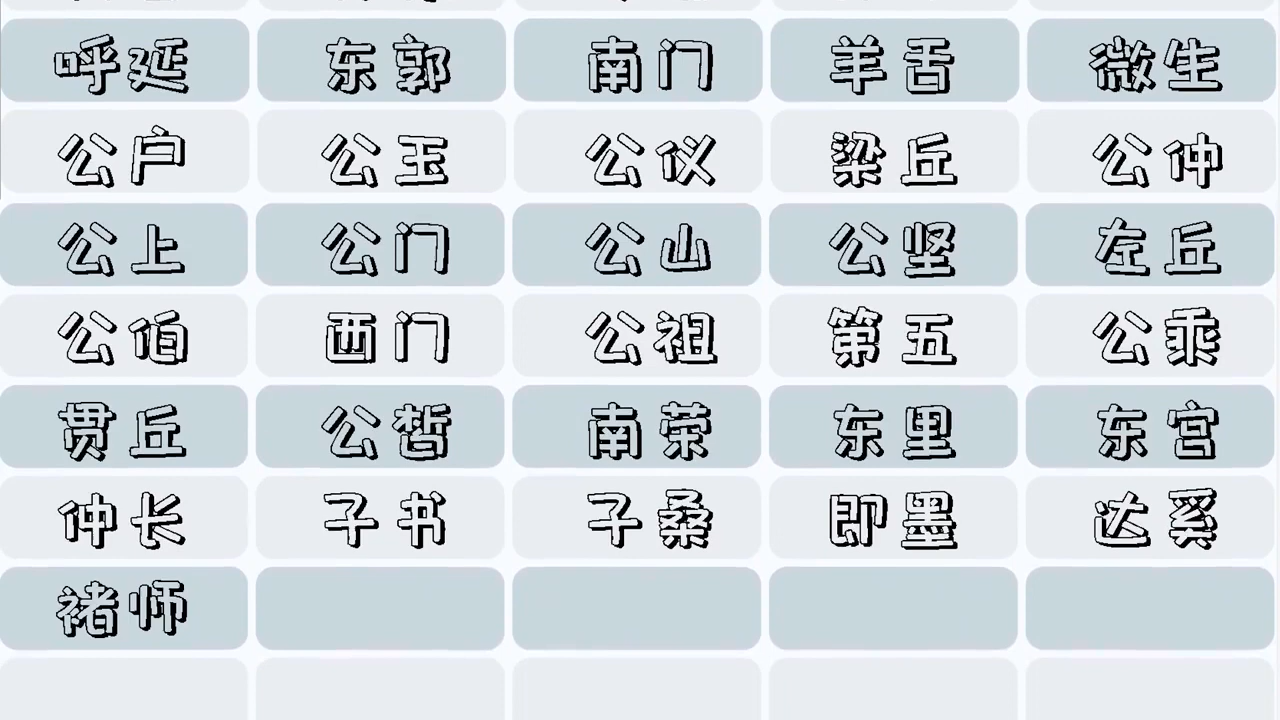 呼延 东郭 南门 羊舌 微生
公户 公玉 公仪 梁丘 公仲
公上 公门 公山 公坚 左丘
公伯 西门 公祖 第五 公乘
贯丘 公皙 南荣 东里 东宫
仲长 子书 子桑 即墨 达奚
褚师